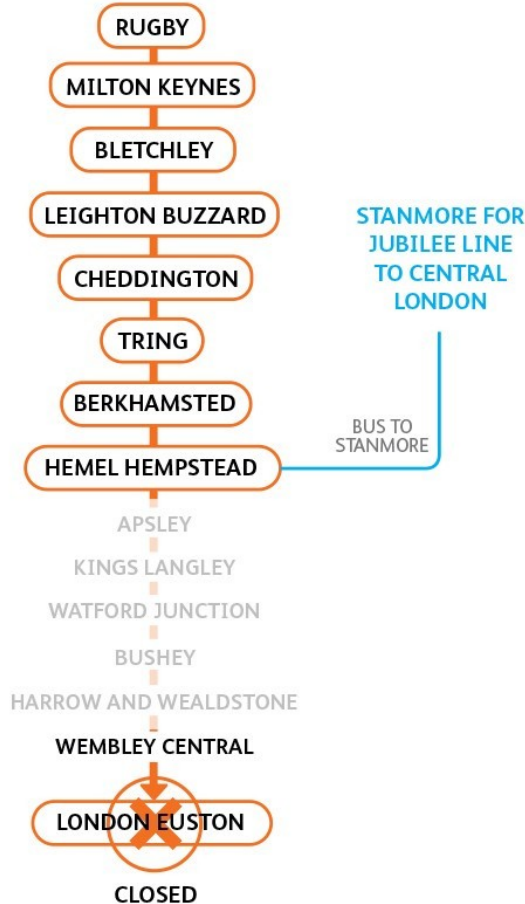 RUGBY
MILTON KEYNES
BLETCHLEY
LEIGHTON BUZZARD
STANMORE FOR
JUBILEE LINE
TO CENTRAL
LONDON
CHEDDINGTON
TRING
BERKHAMSTED
BUS TO
STANMORE
HEMEL HEMPSTEAD
APSLEY
KINGS LANGLEY
WATFORD JUNCTION
BUSHEY
HARROW AND WEALDSTONE
WEMBLEY CENTRAL
LONDON EUSTON
CLOSED